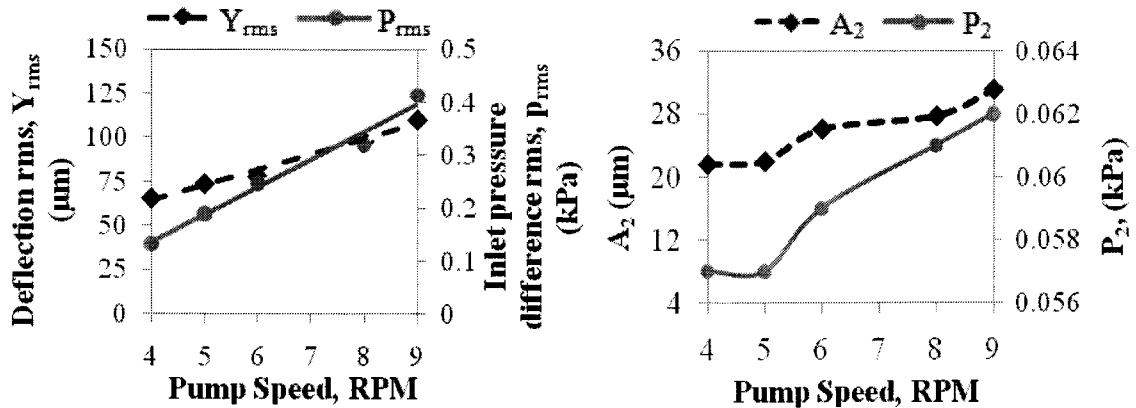 Yrms Prms
150
125
100
75
50
25
0
Deflection rms, Yrms
(μm)
0.5
0.4
0.3
0.2
0.1
0
Inlet pressure
difference rms, prms
(kPa)
4 5 6 7 8 9
Pump Speed, RPM
A2 P2
36
28
20
12
4
A2 (μm)
0.064
0.062
0.06
0.058
0.056
P2, (kPa)
4 5 6 7 8 9
Pump Speed, RPM